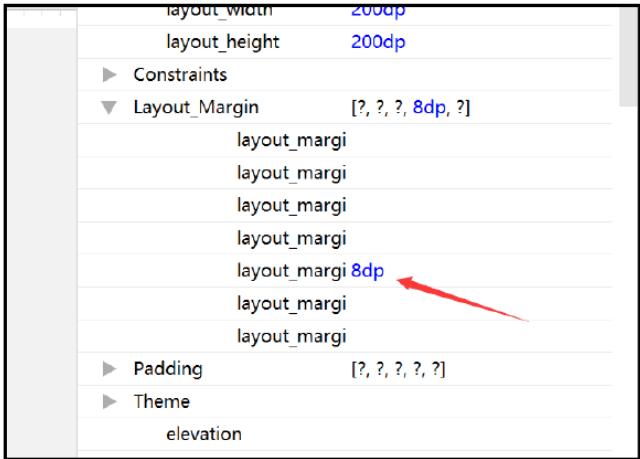 layout_width 200dp
layout_height 200dp
Constraints
Layout_Margin [?, ?, ?, 8dp, ?]
layout_margi
layout_margi
layout_margi
layout_margi
layout_margi 8dp
layout_margi
layout_margi
Padding [?, ?, ?, ?, ?]
Theme
elevation